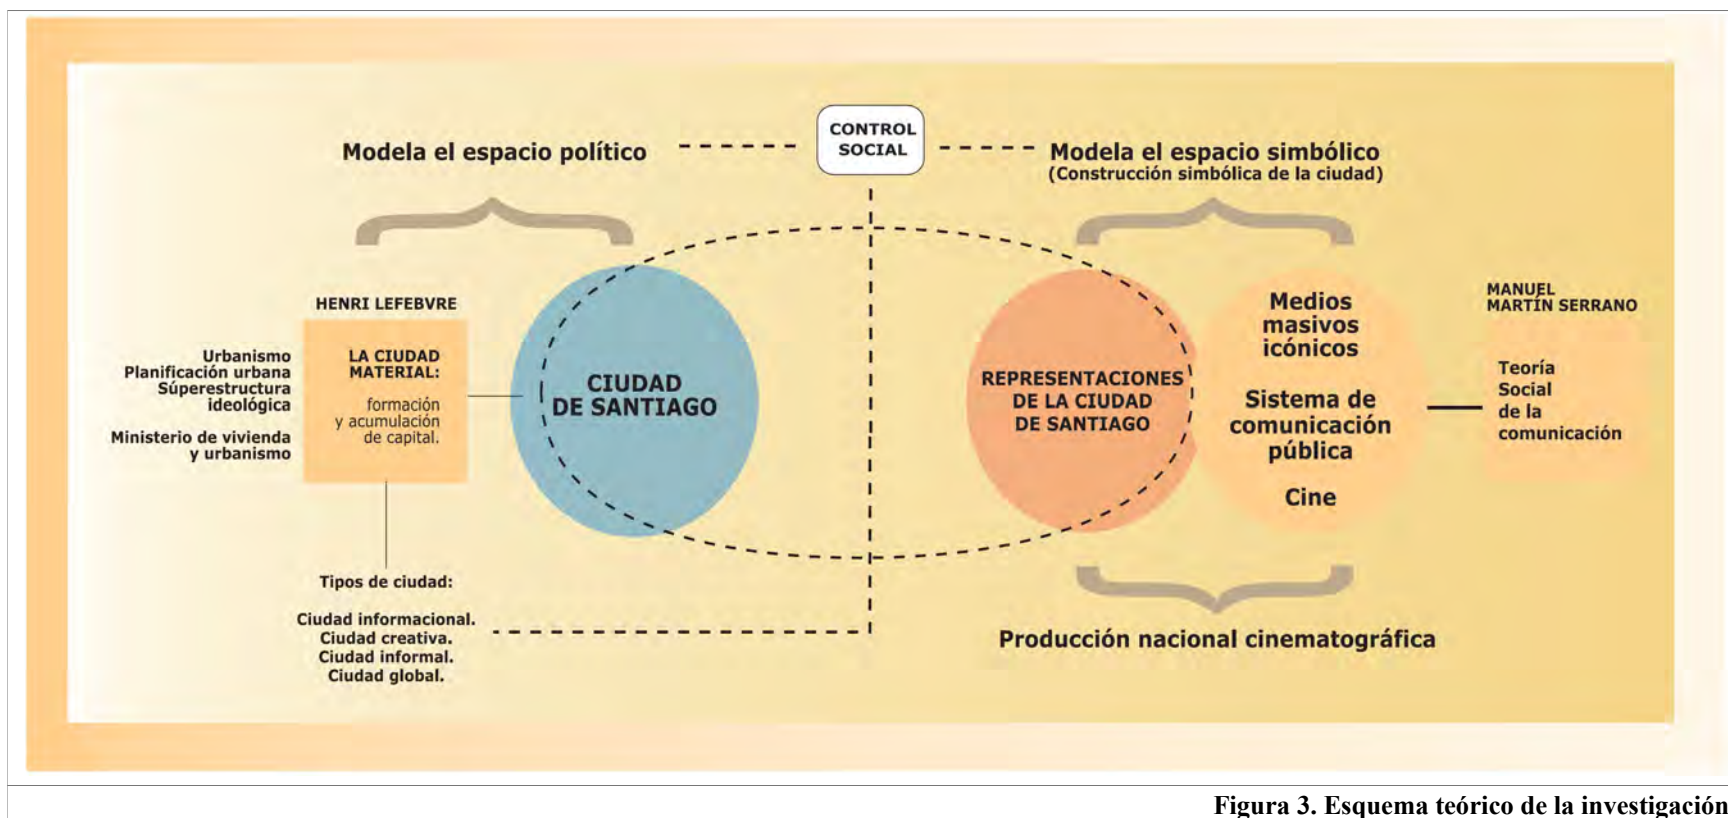 CONTROL
SOCIAL
Modela el espacio político
Modela el espacio simbólico
(Construcción simbólica de la ciudad)
HENRI LEFEBVRE
Urbanismo
Planificación urbana
Súperestructura
ideológica
Ministerio de vivienda
y urbanismo
LA CIUDAD
MATERIAL:
formación
y acumulación
de capital.
CIUDAD
DE SANTIAGO
REPRESENTACIONES
DE LA CIUDAD
DE SANTIAGO
Medios
masivos
icónicos
Sistema de
comunicación
pública
Cine
MANUEL
MARTÍN SERRANO
Teoría
Social
de la
comunicación
Tipos de ciudad:
Ciudad informacional.
Ciudad creativa.
Ciudad informal.
Ciudad global.
Producción nacional cinematográfica
Figura 3. Esquema teórico de la investigación